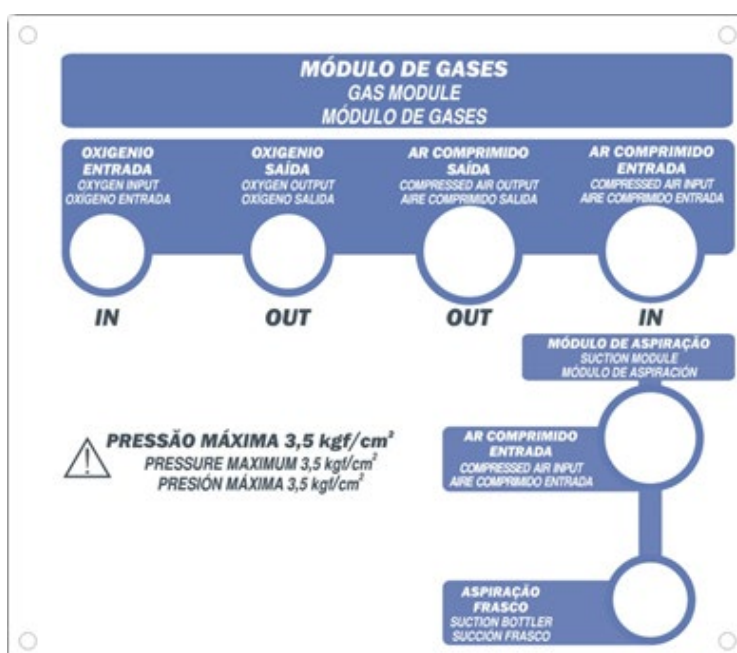 MÓDULO DE GASES
GAS MODULE
MÓDULO DE GASES
OXIGENIO
ENTRADA
OXYGEN INPUT
OXÍGENO ENTRADA
OXIGENIO
SAÍDA
OXYGEN OUTPUT
OXÍGENO SALIDA
AR COMPRIMIDO
SAÍDA
COMPRESSED AIR OUTPUT
AIRE COMPRIMIDO SALIDA
AR COMPRIMIDO
ENTRADA
COMPRESSED AIR INPUT
AIRE COMPRIMIDO ENTRADA
IN
OUT
OUT
IN
MÓDULO DE ASPIRAÇÃO
SUCTION MODULE
MÓDULO DE ASPIRACIÓN
PRESSÃO MÁXIMA 3,5 kgf/cm²
PRESSURE MAXIMUM 3,5 kgf/cm²
PRESIÓN MÁXIMA 3,5 kgf/cm²
AR COMPRIMIDO
ENTRADA
COMPRESSED AIR INPUT
AIRE COMPRIMIDO ENTRADA
ASPIRAÇÃO
FRASCO
SUCTION BOTTLER
SUCCIÓN FRASCO